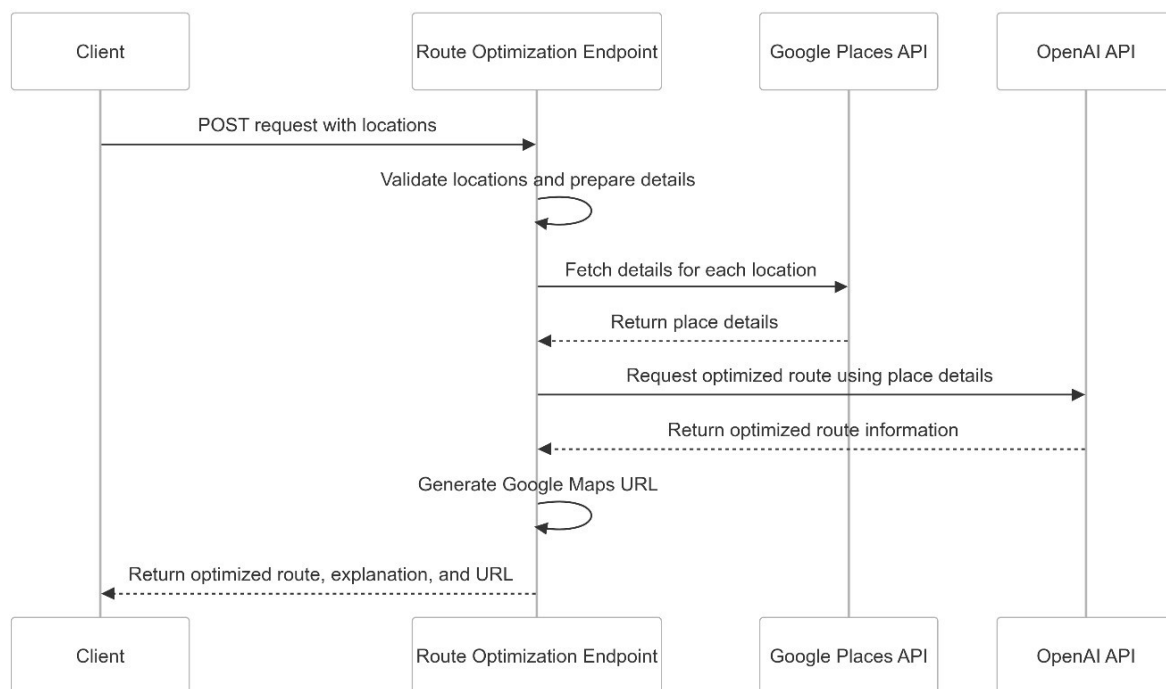 Client
Route Optimization Endpoint
Google Places API
OpenAI API
POST request with locations
Validate locations and prepare details
Fetch details for each location
Return place details
Request optimized route using place details
Return optimized route information
Generate Google Maps URL
Return optimized route, explanation, and URL
Client
Route Optimization Endpoint
Google Places API
OpenAI API